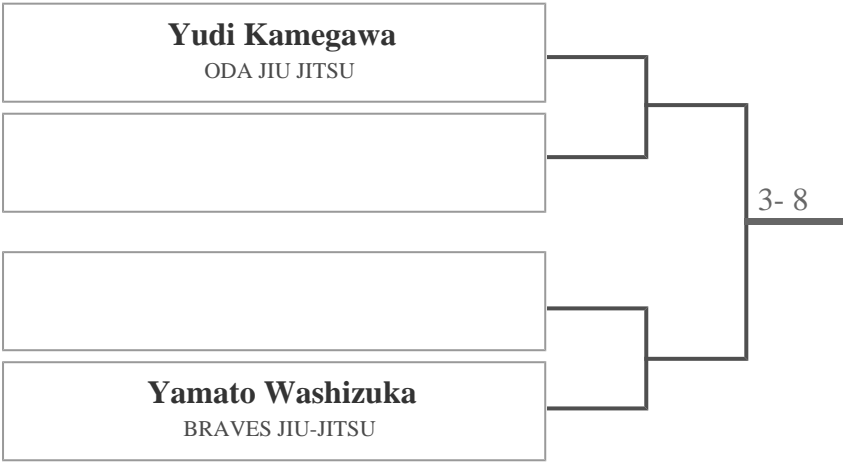 Yudi Kamegawa
ODA JIU JITSU
3- 8
Yamato Washizuka
BRAVES JIU-JITSU